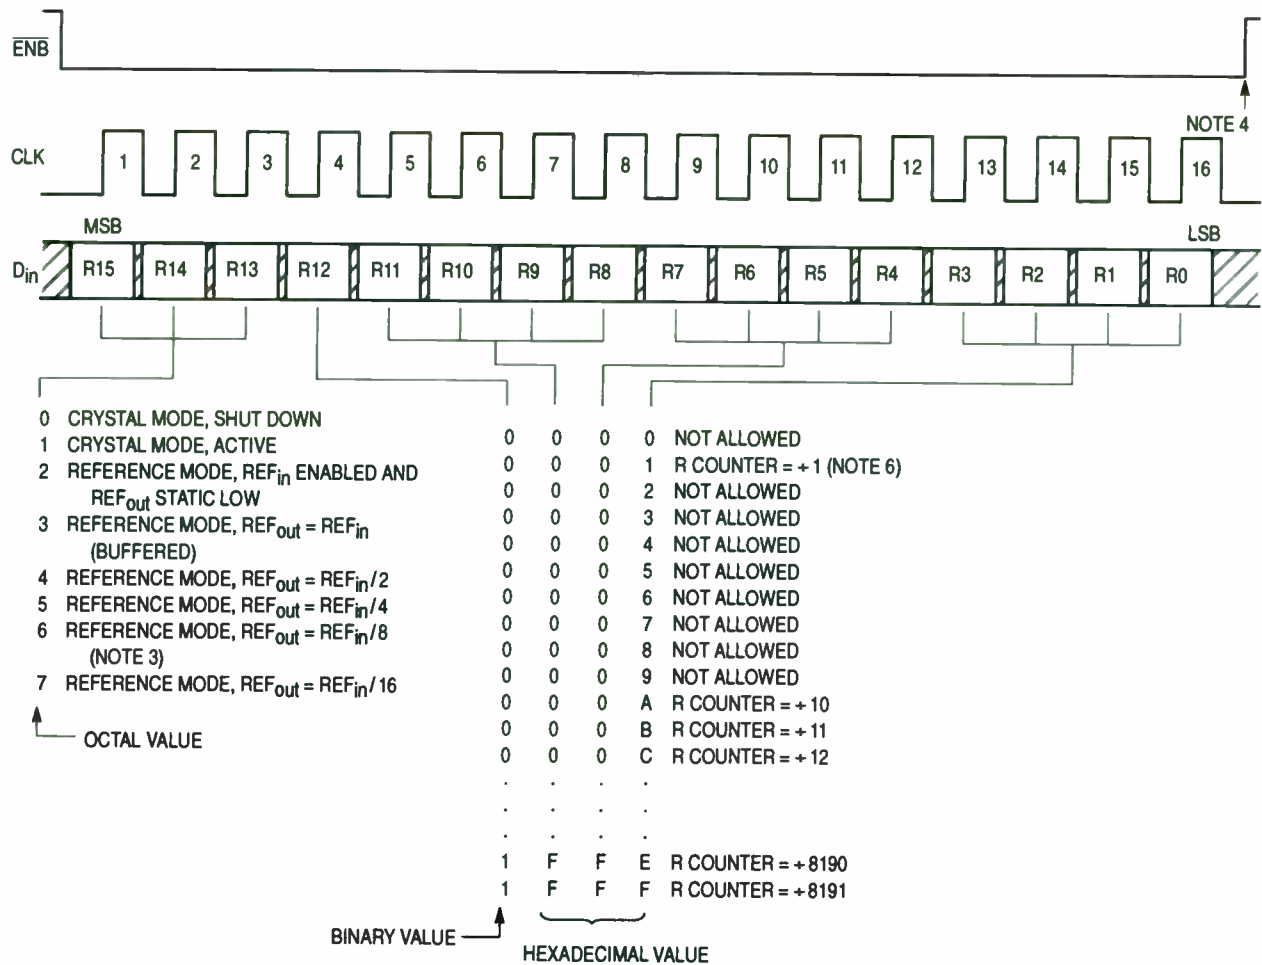 ENB
NOTE 4
CLK
1 2 3 4 5 6 7 8 9 10 11 12 13 14 15 16
MSB
LSB
Din
R15 R14 R13 R12 R11 R10 R9 R8 R7 R6 R5 R4 R3 R2 R1 R0
0 CRYSTAL MODE, SHUT DOWN
1 CRYSTAL MODE, ACTIVE
2 REFERENCE MODE, REFin ENABLED AND
REFout STATIC LOW
3 REFERENCE MODE, REFout = REFin
(BUFFERED)
4 REFERENCE MODE, REFout = REFin/2
5 REFERENCE MODE, REFout = REFin/4
6 REFERENCE MODE, REFout = REFin/8
(NOTE 3)
7 REFERENCE MODE, REFout = REFin/16
OCTAL VALUE
0 0 0 0 NOT ALLOWED
0 0 0 1 R COUNTER = ÷1 (NOTE 6)
0 0 0 2 NOT ALLOWED
0 0 0 3 NOT ALLOWED
0 0 0 4 NOT ALLOWED
0 0 0 5 NOT ALLOWED
0 0 0 6 NOT ALLOWED
0 0 0 7 NOT ALLOWED
0 0 0 8 NOT ALLOWED
0 0 0 9 NOT ALLOWED
0 0 0 A R COUNTER = ÷10
0 0 0 B R COUNTER = ÷11
0 0 0 C R COUNTER = ÷12
. . . .
. . . .
. . . .
1 F F E R COUNTER = ÷8190
1 F F F R COUNTER = ÷8191
BINARY VALUE
HEXADECIMAL VALUE